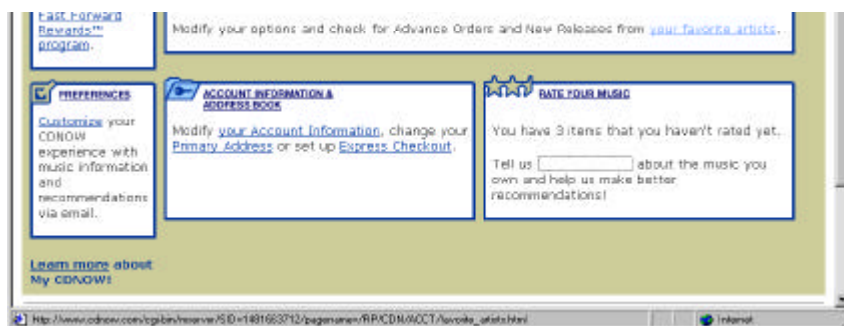 Fast Forward
Rewards™
program.
Modify your options and check for Advance Orders and New Releases from your favorite artists.
PREFERENCES
Customize your
CDNOW
experience with
music information
and
recommendations
via email.
ACCOUNT INFORMATION &
ADDRESS BOOK
Modify your Account Information, change your
Primary Address or set up Express Checkout.
RATE YOUR MUSIC
You have 3 items that you haven't rated yet.
Tell us about the music you
own and help us make better
recommendations!
Learn more about
My CDNOW!
Internet